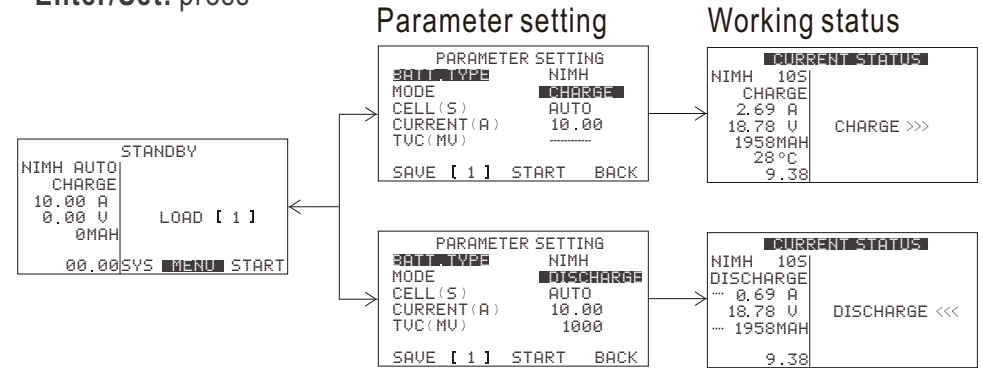 Enter/Set: press
Parameter setting
Working status
STANDBY
NIMH AUTO
CHARGE
10.00 A
0.00 V
0MAH
LOAD [ 1 ]
00.00 SYS MENU START
PARAMETER SETTING
BATT.TYPE NIMH
MODE CHARGE
CELL(S) AUTO
CURRENT(A) 10.00
TVC(MV) ------------
SAVE [ 1 ] START BACK
CURRENT STATUS
NIMH 10S
CHARGE
2.69 A
18.78 V
1958MAH
28°C
9.38
CHARGE >>>
PARAMETER SETTING
BATT.TYPE NIMH
MODE DISCHARGE
CELL(S) AUTO
CURRENT(A) 10.00
TVC(MV) 1000
SAVE [ 1 ] START BACK
CURRENT STATUS
NIMH 10S
DISCHARGE
---- 0.69 A
18.78 V
---- 1958MAH
9.38
DISCHARGE <<<